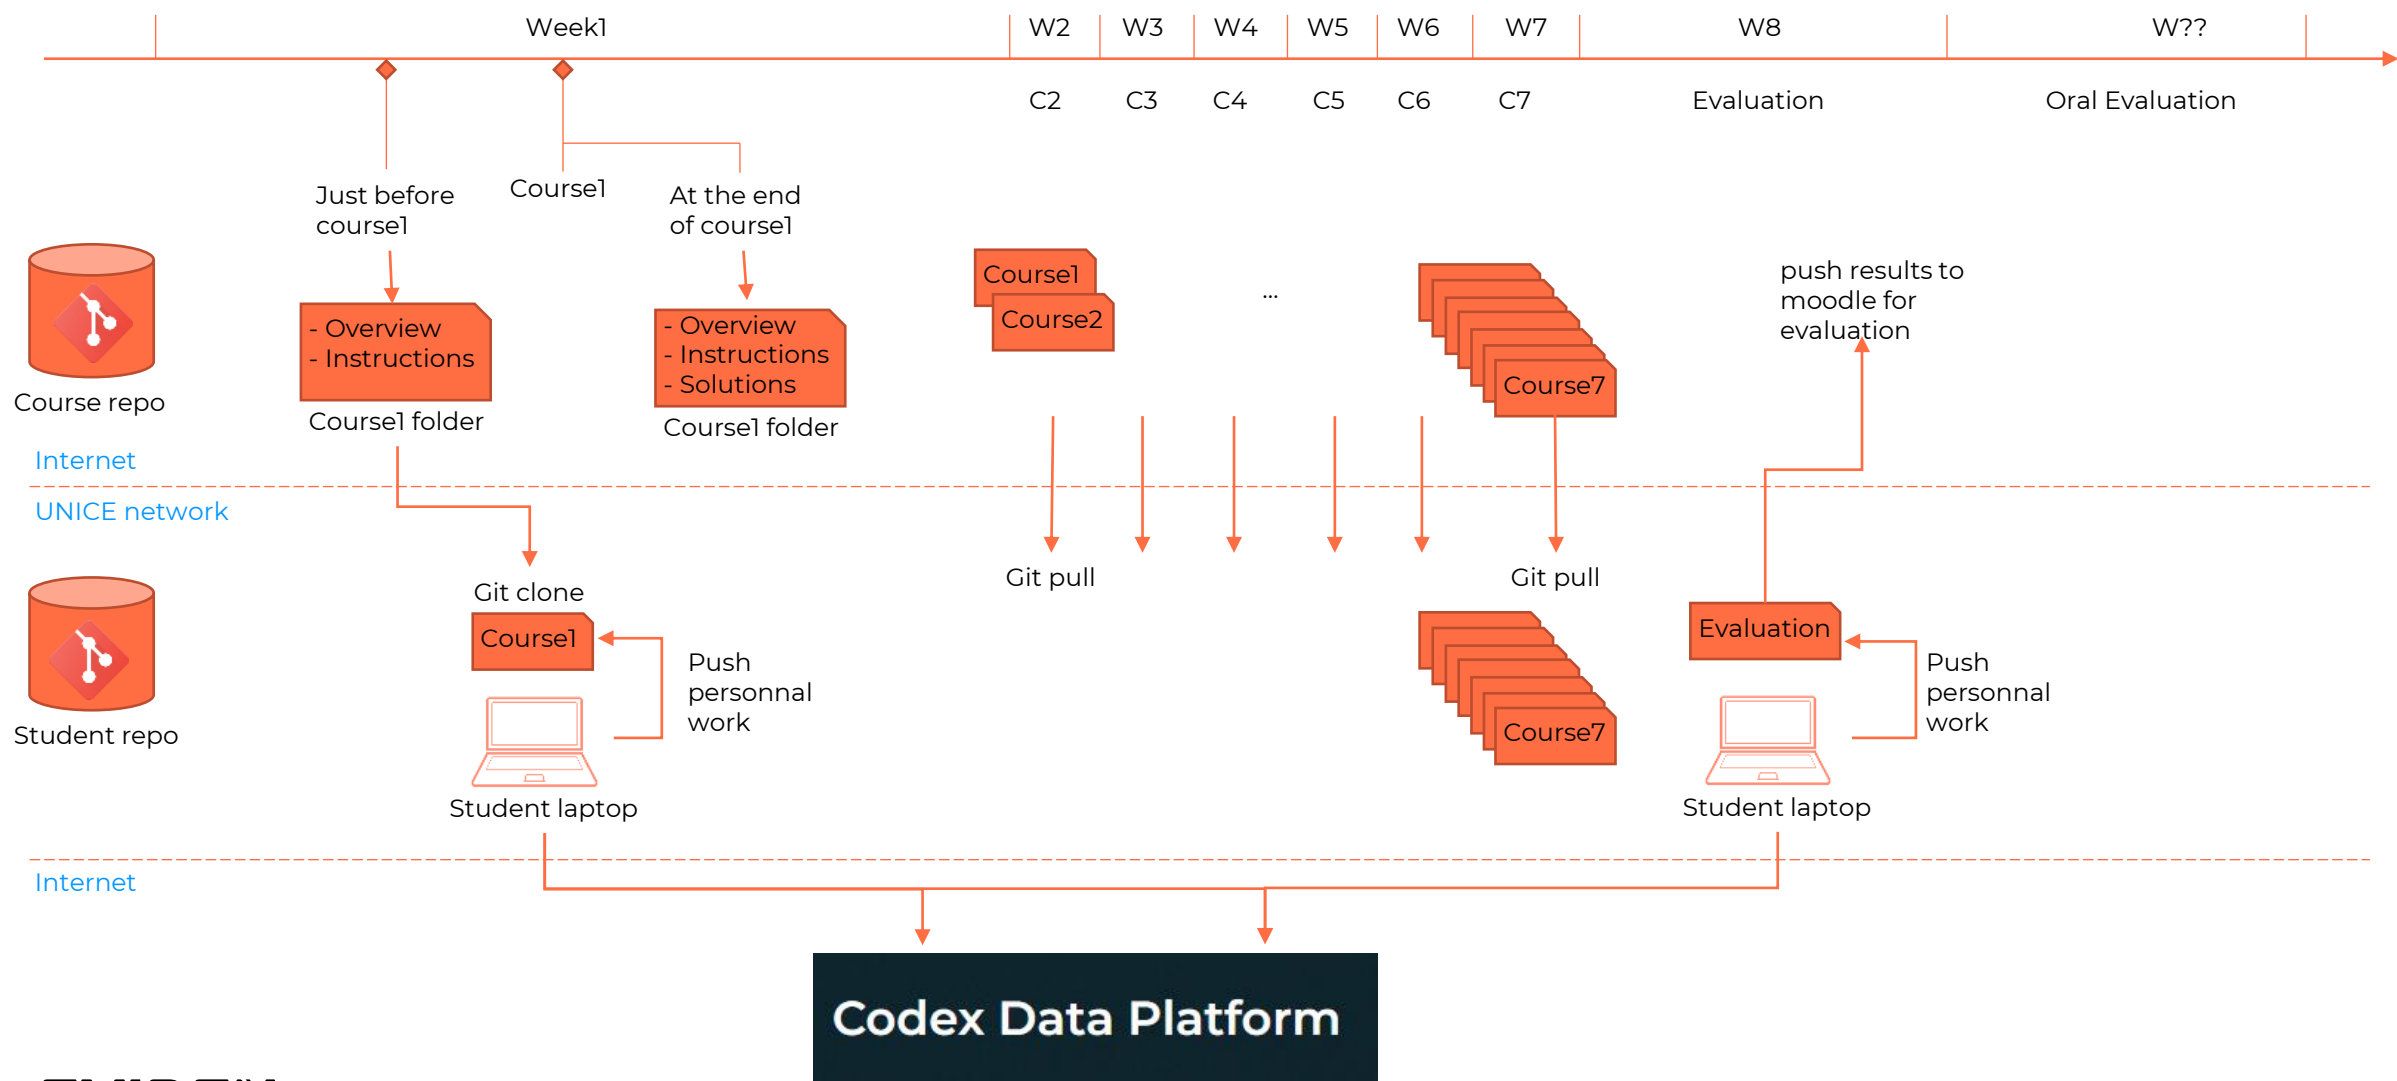 Week1
W2
W3
W4
W5
W6
W7
W8
W??
C2
C3
C4
C5
C6
C7
Evaluation
Oral Evaluation
Just before
course1
Course1
At the end
of course1
Course repo
- Overview
- Instructions
Course1 folder
- Overview
- Instructions
- Solutions
Course1 folder
Course1
Course2
...
Course7
push results to
moodle for
evaluation
Internet
UNICE network
Student repo
Git clone
Course1
Push
personnal
work
Student laptop
Git pull
Git pull
Course7
Evaluation
Push
personnal
work
Student laptop
Internet
Codex Data Platform